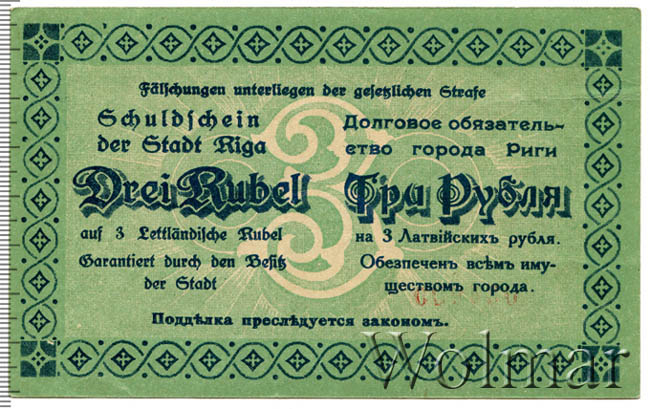 Fälschungen unterliegen der gesetzlichen Strafe
Schuldschein
der Stadt Riga
Drei Rubel
auf 3 Lettländische Rubel
Garantiert durch den Besitz
der Stadt
3
Долговое обязатель-
ство города Риги
Три Рубля
на 3 Латвійскихъ рубля.
Обезпеченъ всѣмъ иму-
ществомъ города.
Поддѣлка преслѣдуется закономъ.
Wolmar